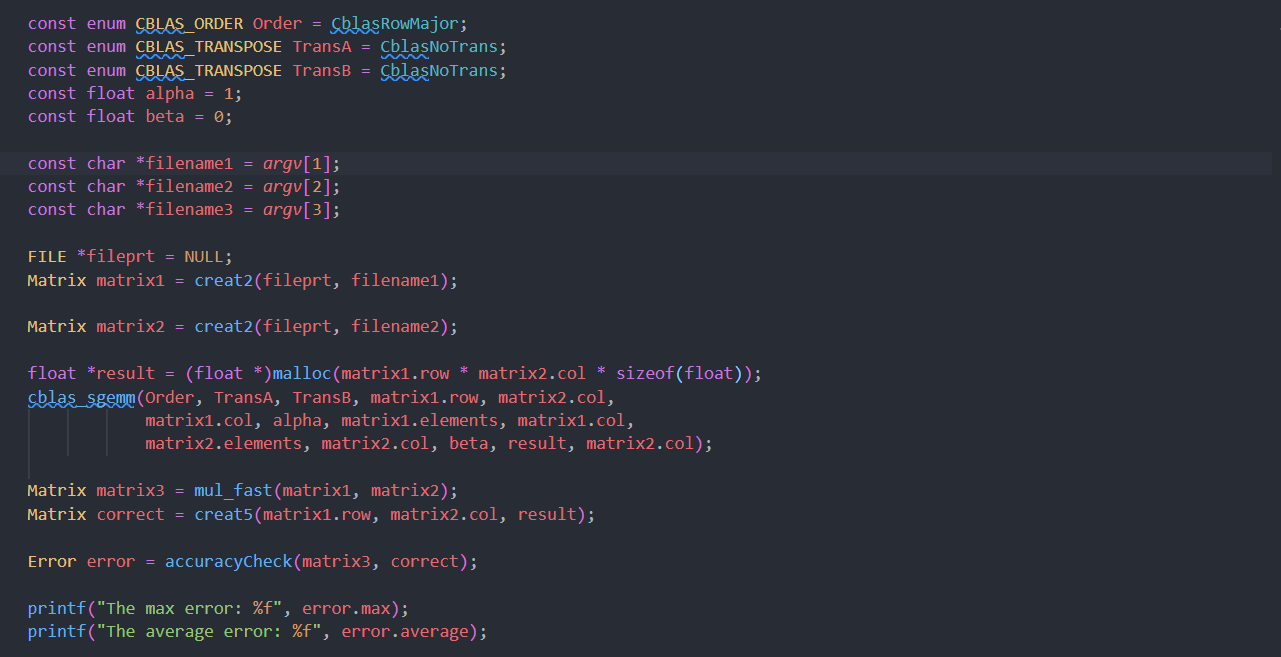 const enum CBLAS_ORDER Order = CblasRowMajor;
const enum CBLAS_TRANSPOSE TransA = CblasNoTrans;
const enum CBLAS_TRANSPOSE TransB = CblasNoTrans;
const float alpha = 1;
const float beta = 0;

const char *filename1 = argv[1];
const char *filename2 = argv[2];
const char *filename3 = argv[3];

FILE *fileprt = NULL;
Matrix matrix1 = creat2(fileprt, filename1);

Matrix matrix2 = creat2(fileprt, filename2);

float *result = (float *)malloc(matrix1.row * matrix2.col * sizeof(float));
cblas_sgemm(Order, TransA, TransB, matrix1.row, matrix2.col,
            matrix1.col, alpha, matrix1.elements, matrix1.col,
            matrix2.elements, matrix2.col, beta, result, matrix2.col);

Matrix matrix3 = mul_fast(matrix1, matrix2);
Matrix correct = creat5(matrix1.row, matrix2.col, result);

Error error = accuracyCheck(matrix3, correct);

printf("The max error: %f", error.max);
printf("The average error: %f", error.average);